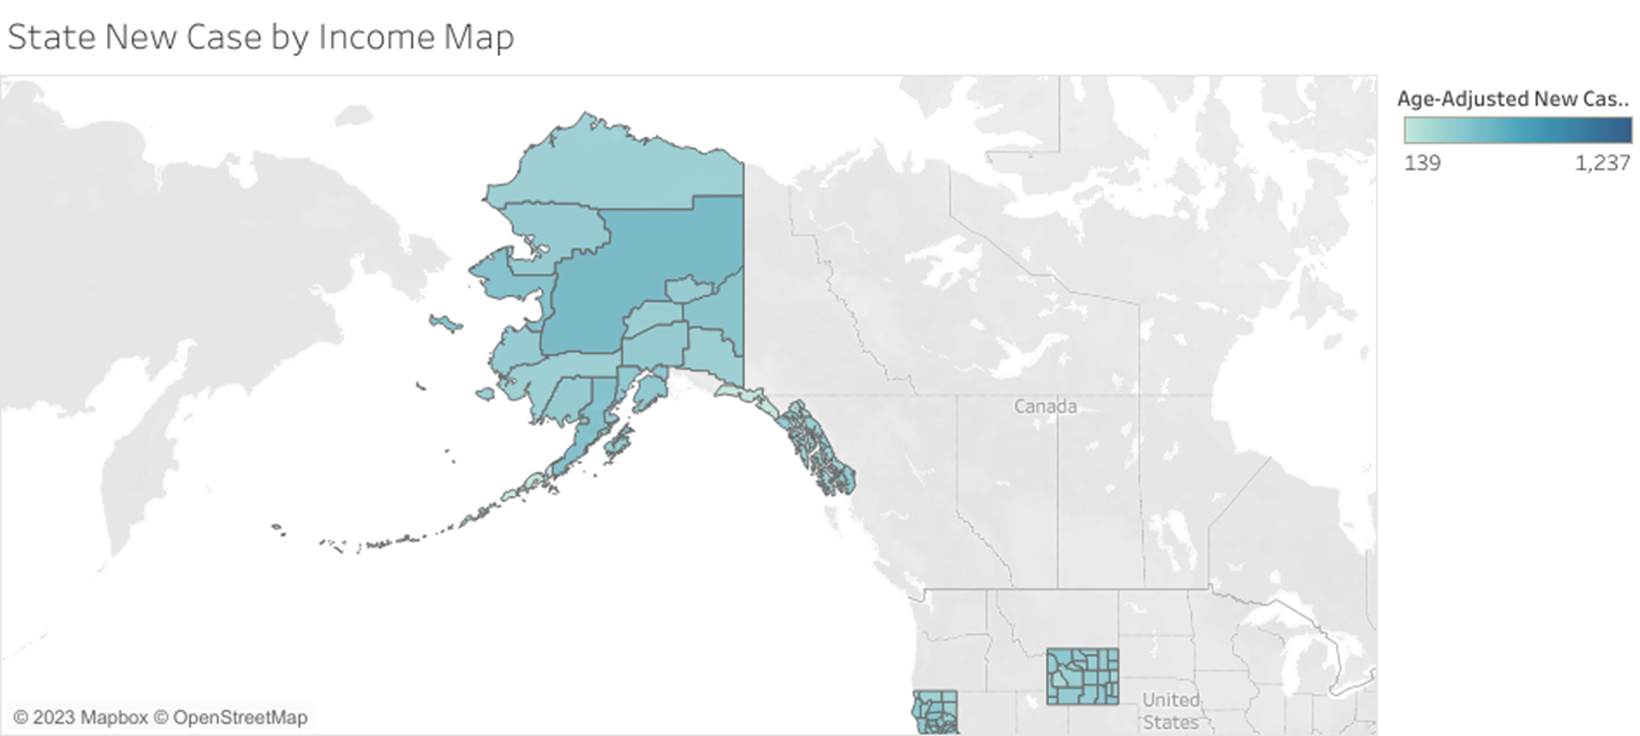 State New Case by Income Map
Age-Adjusted New Cas..
139 1,237
Canada
United
States
© 2023 Mapbox © OpenStreetMap